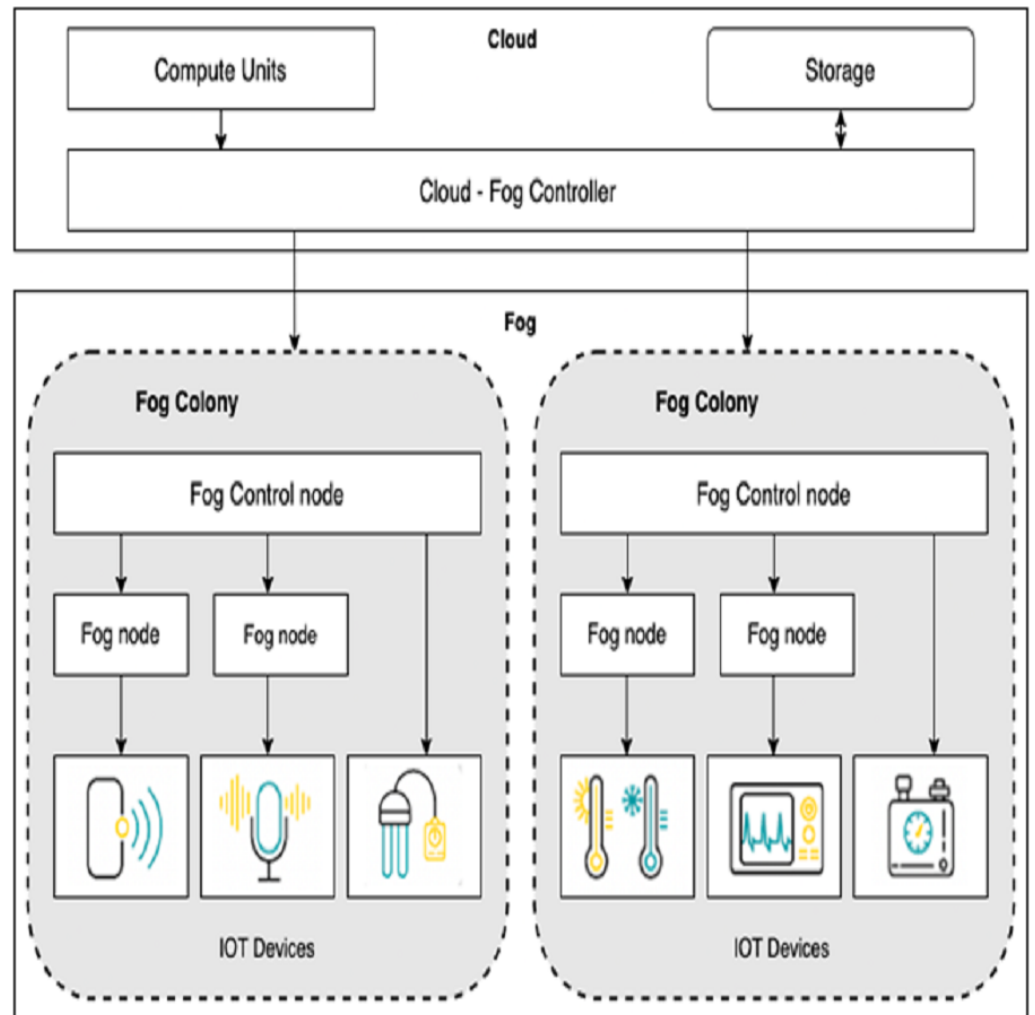 Cloud
Compute Units
Storage
Cloud - Fog Controller
Fog
Fog Colony
Fog Control node
Fog node
Fog node
IOT Devices
Fog Colony
Fog Control node
Fog node
Fog node
IOT Devices